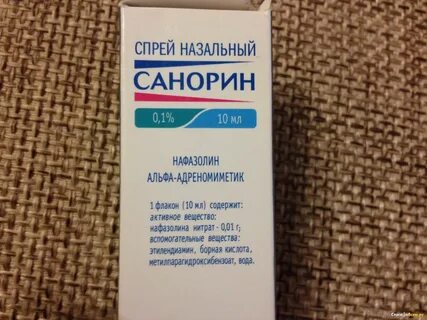 СПРЕЙ НАЗАЛЬНЫЙ
САНОРИН
0,1% 10 мл
НАФАЗОЛИН
АЛЬФА-АДРЕНОМИМЕТИК
1 флакон (10 мл) содержит:
активное вещество:
нафазолина нитрат - 0,01 г;
вспомогательные вещества:
этилендиамин, борная кислота,
метилпарагидроксибензоат, вода.